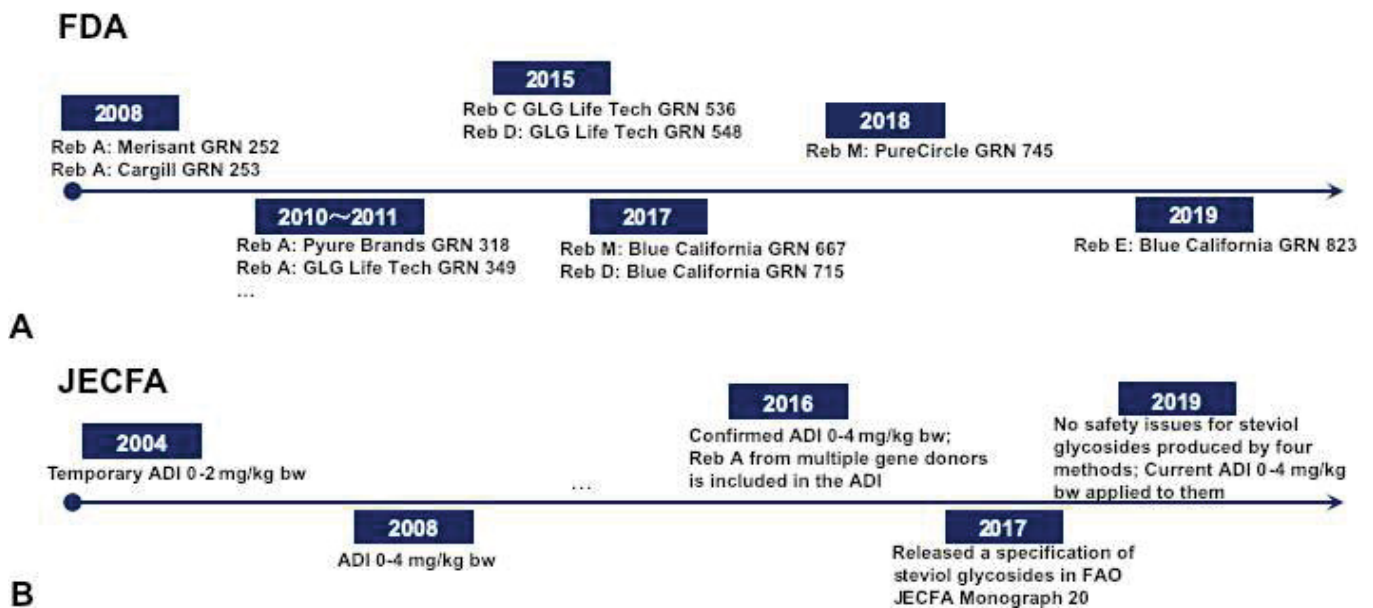 FDA
2008
Reb A: Merisant GRN 252
Reb A: Cargill GRN 253
2010～2011
Reb A: Pyure Brands GRN 318
Reb A: GLG Life Tech GRN 349
...
2015
Reb C GLG Life Tech GRN 536
Reb D: GLG Life Tech GRN 548
2017
Reb M: Blue California GRN 667
Reb D: Blue California GRN 715
2018
Reb M: PureCircle GRN 745
2019
Reb E: Blue California GRN 823
A
JECFA
2004
Temporary ADI 0-2 mg/kg bw
2008
ADI 0-4 mg/kg bw
...
2016
Confirmed ADI 0-4 mg/kg bw;
Reb A from multiple gene donors
is included in the ADI
2017
Released a specification of
steviol glycosides in FAO
JECFA Monograph 20
2019
No safety issues for steviol
glycosides produced by four
methods; Current ADI 0-4 mg/kg
bw applied to them
B